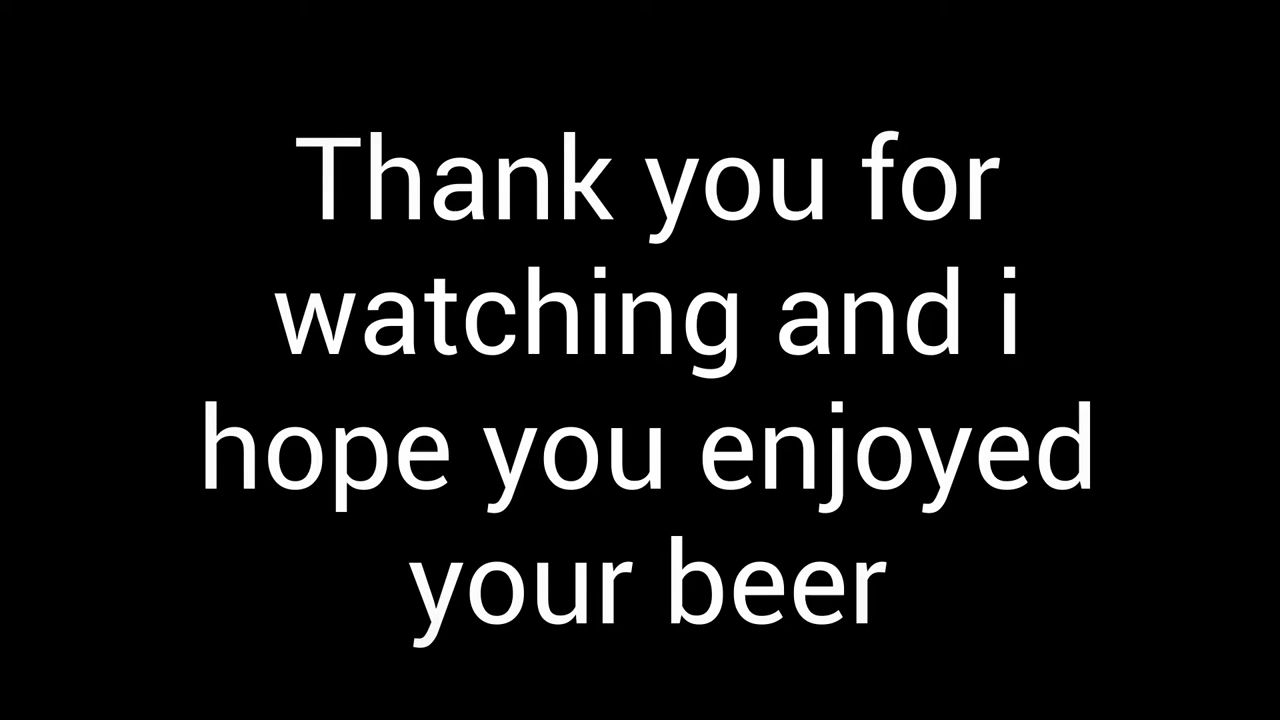 Thank you for
watching and i
hope you enjoyed
your beer